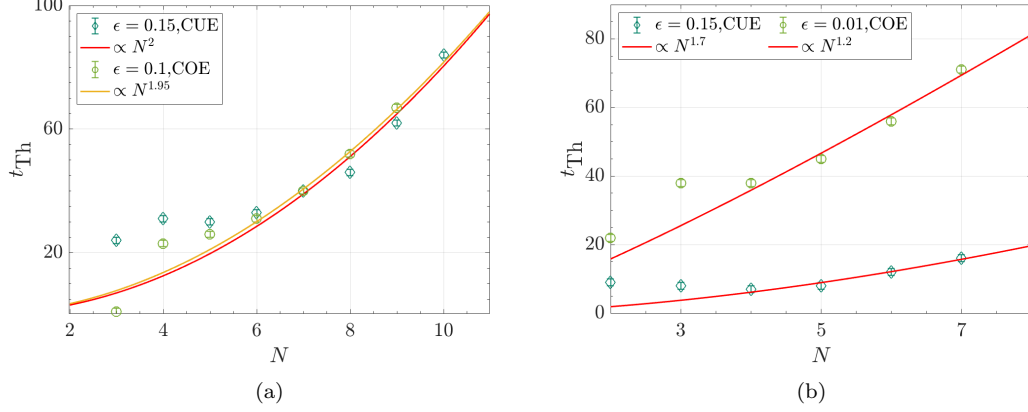 100
60
20
t_Th
ϵ = 0.15,CUE
∝ N^2
ϵ = 0.1,COE
∝ N^1.95
2 4 6 8 10
N
(a)
80
60
40
20
0
t_Th
ϵ = 0.15,CUE ϵ = 0.01,COE
∝ N^1.7 ∝ N^1.2
3 5 7
N
(b)